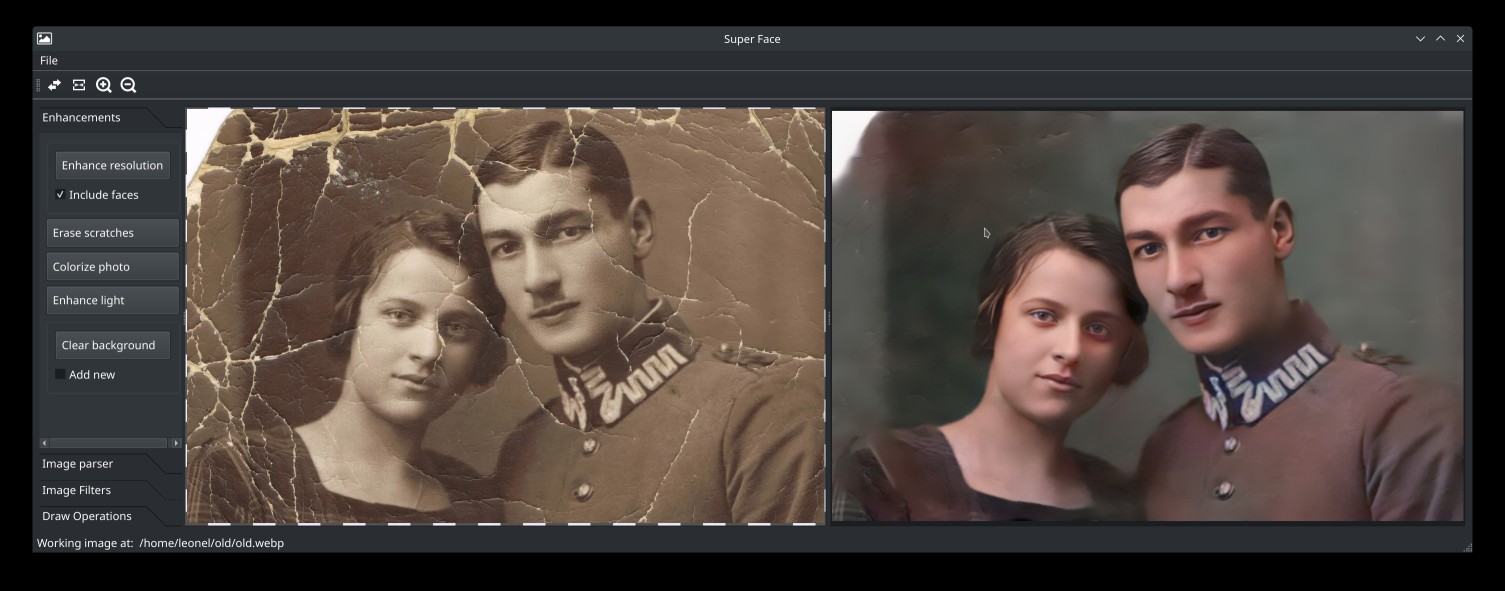 Super Face
File
Enhancements
Enhance resolution
Include faces
Erase scratches
Colorize photo
Enhance light
Clear background
Add new
Image parser
Image Filters
Draw Operations
Working image at: /home/leonel/old/old.webp